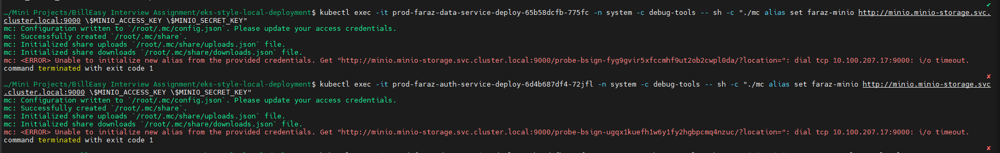 …/Mini Projects/BillEasy Interview Assignment/eks-style-local-deployment$ kubectl exec -it prod-faraz-data-service-deploy-65b58dcfb-775fc -n system -c debug-tools -- sh -c "./mc alias set faraz-minio http://minio.minio-storage.svc.
cluster.local:9000 \$MINIO_ACCESS_KEY \$MINIO_SECRET_KEY"
mc: Configuration written to `/root/.mc/config.json`. Please update your access credentials.
mc: Successfully created `/root/.mc/share`.
mc: Initialized share uploads `/root/.mc/share/uploads.json` file.
mc: Initialized share downloads `/root/.mc/share/downloads.json` file.
mc: <ERROR> Unable to initialize new alias from the provided credentials. Get "http://minio.minio-storage.svc.cluster.local:9000/probe-bsign-fyg9gvir5xfccmhf9ut2ob2cwpl0da/?location=": dial tcp 10.100.207.17:9000: i/o timeout.
command terminated with exit code 1
…/Mini Projects/BillEasy Interview Assignment/eks-style-local-deployment$ kubectl exec -it prod-faraz-auth-service-deploy-6d4b687df4-72jfl -n system -c debug-tools -- sh -c "./mc alias set faraz-minio http://minio.minio-storage.svc
.cluster.local:9000 \$MINIO_ACCESS_KEY \$MINIO_SECRET_KEY"
mc: Configuration written to `/root/.mc/config.json`. Please update your access credentials.
mc: Successfully created `/root/.mc/share`.
mc: Initialized share uploads `/root/.mc/share/uploads.json` file.
mc: Initialized share downloads `/root/.mc/share/downloads.json` file.
mc: <ERROR> Unable to initialize new alias from the provided credentials. Get "http://minio.minio-storage.svc.cluster.local:9000/probe-bsign-ugqx1kuefh1w6y1fy2hgbpcmq4nzuc/?location=": dial tcp 10.100.207.17:9000: i/o timeout.
command terminated with exit code 1